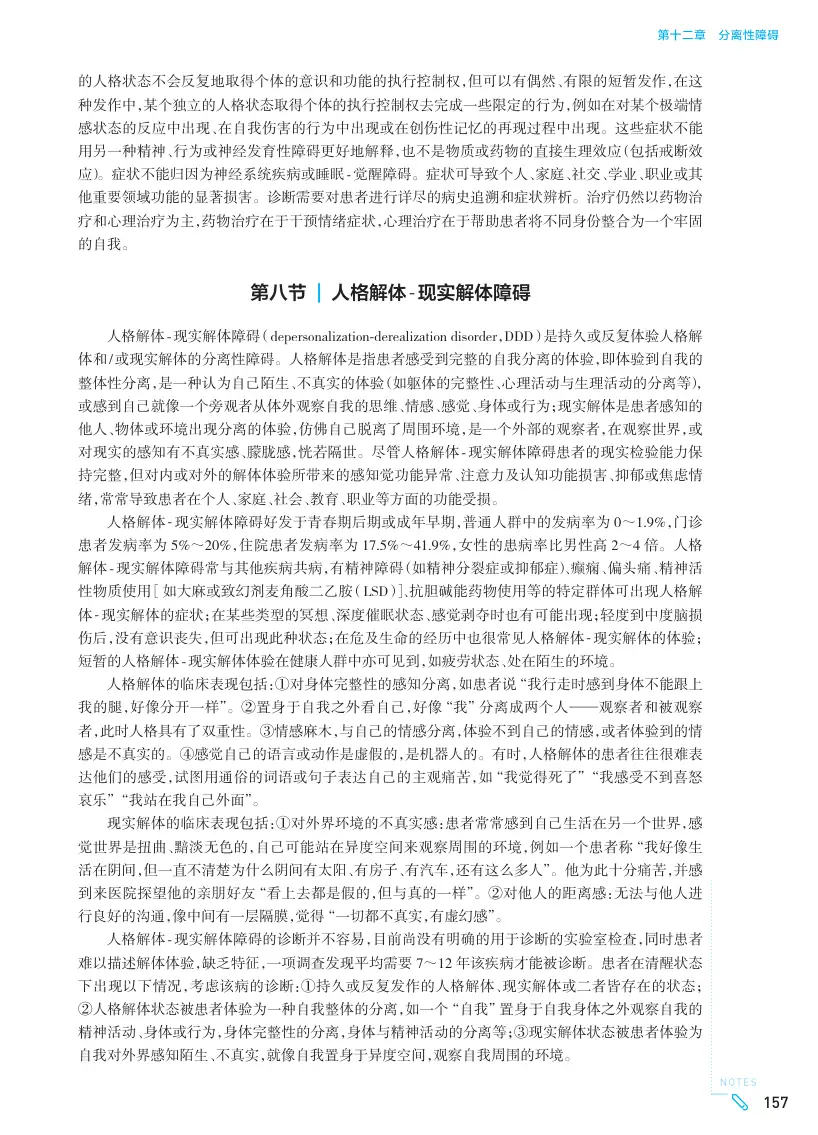 第十二章 分离性障碍
的人格状态不会反复地取得个体的意识和功能的执行控制权,但可以有偶然、有限的短暂发作,在这
种发作中,某个独立的人格状态取得个体的执行控制权去完成一些限定的行为,例如在对某个极端情
感状态的反应中出现、在自我伤害的行为中出现或在创伤性记忆的再现过程中出现。这些症状不能
用另一种精神、行为或神经发育性障碍更好地解释,也不是物质或药物的直接生理效应(包括戒断效
应)。症状不能归因为神经系统疾病或睡眠-觉醒障碍。症状可导致个人、家庭、社交、学业、职业或其
他重要领域功能的显著损害。诊断需要对患者进行详尽的病史追溯和症状辨析。治疗仍然以药物治
疗和心理治疗为主,药物治疗在于干预情绪症状,心理治疗在于帮助患者将不同身份整合为一个牢固
的自我。
第八节 | 人格解体-现实解体障碍
人格解体-现实解体障碍(depersonalization-derealization disorder,DDD)是持久或反复体验人格解
体和/或现实解体的分离性障碍。人格解体是指患者感受到完整的自我分离的体验,即体验到自我的
整体性分离,是一种认为自己陌生、不真实的体验(如躯体的完整性、心理活动与生理活动的分离等),
或感到自己就像一个旁观者从体外观察自我的思维、情感、感觉、身体或行为;现实解体是患者感知的
他人、物体或环境出现分离的体验,仿佛自己脱离了周围环境,是一个外部的观察者,在观察世界,或
对现实的感知有不真实感、朦胧感,恍若隔世。尽管人格解体-现实解体障碍患者的现实检验能力保
持完整,但对内或对外的解体体验所带来的感知觉功能异常、注意力及认知功能损害、抑郁或焦虑情
绪,常常导致患者在个人、家庭、社会、教育、职业等方面的功能受损。
人格解体-现实解体障碍好发于青春期后期或成年早期,普通人群中的发病率为 0～1.9%,门诊
患者发病率为 5%～20%,住院患者发病率为 17.5%～41.9%,女性的患病率比男性高 2～4 倍。人格
解体-现实解体障碍常与其他疾病共病,有精神障碍(如精神分裂症或抑郁症)、癫痫、偏头痛、精神活
性物质使用[如大麻或致幻剂麦角酸二乙胺(LSD)]、抗胆碱能药物使用等的特定群体可出现人格解
体-现实解体的症状;在某些类型的冥想、深度催眠状态、感觉剥夺时也有可能出现;轻度到中度脑损
伤后,没有意识丧失,但可出现此种状态;在危及生命的经历中也很常见人格解体-现实解体的体验;
短暂的人格解体-现实解体体验在健康人群中亦可见到,如疲劳状态、处在陌生的环境。
人格解体的临床表现包括:①对身体完整性的感知分离,如患者说“我行走时感到身体不能跟上
我的腿,好像分开一样”。②置身于自我之外看自己,好像“我”分离成两个人——观察者和被观察
者,此时人格具有了双重性。③情感麻木,与自己的情感分离,体验不到自己的情感,或者体验到的情
感是不真实的。④感觉自己的语言或动作是虚假的,是机器人的。有时,人格解体的患者往往很难表
达他们的感受,试图用通俗的词语或句子表达自己的主观痛苦,如“我觉得死了”“我感受不到喜怒
哀乐”“我站在我自己外面”。
现实解体的临床表现包括:①对外界环境的不真实感:患者常常感到自己生活在另一个世界,感
觉世界是扭曲、黯淡无色的,自己可能站在异度空间来观察周围的环境,例如一个患者称“我好像生
活在阴间,但一直不清楚为什么阴间有太阳、有房子、有汽车,还有这么多人”。他为此十分痛苦,并感
到来医院探望他的亲朋好友“看上去都是假的,但与真的一样”。②对他人的距离感:无法与他人进
行良好的沟通,像中间有一层隔膜,觉得“一切都不真实,有虚幻感”。
人格解体-现实解体障碍的诊断并不容易,目前尚没有明确的用于诊断的实验室检查,同时患者
难以描述解体体验,缺乏特征,一项调查发现平均需要 7～12 年该疾病才能被诊断。患者在清醒状态
下出现以下情况,考虑该病的诊断:①持久或反复发作的人格解体、现实解体或二者皆存在的状态;
②人格解体状态被患者体验为一种自我整体的分离,如一个“自我”置身于自我身体之外观察自我的
精神活动、身体或行为,身体完整性的分离,身体与精神活动的分离等;③现实解体状态被患者体验为
自我对外界感知陌生、不真实,就像自我置身于异度空间,观察自我周围的环境。
NOTES
157